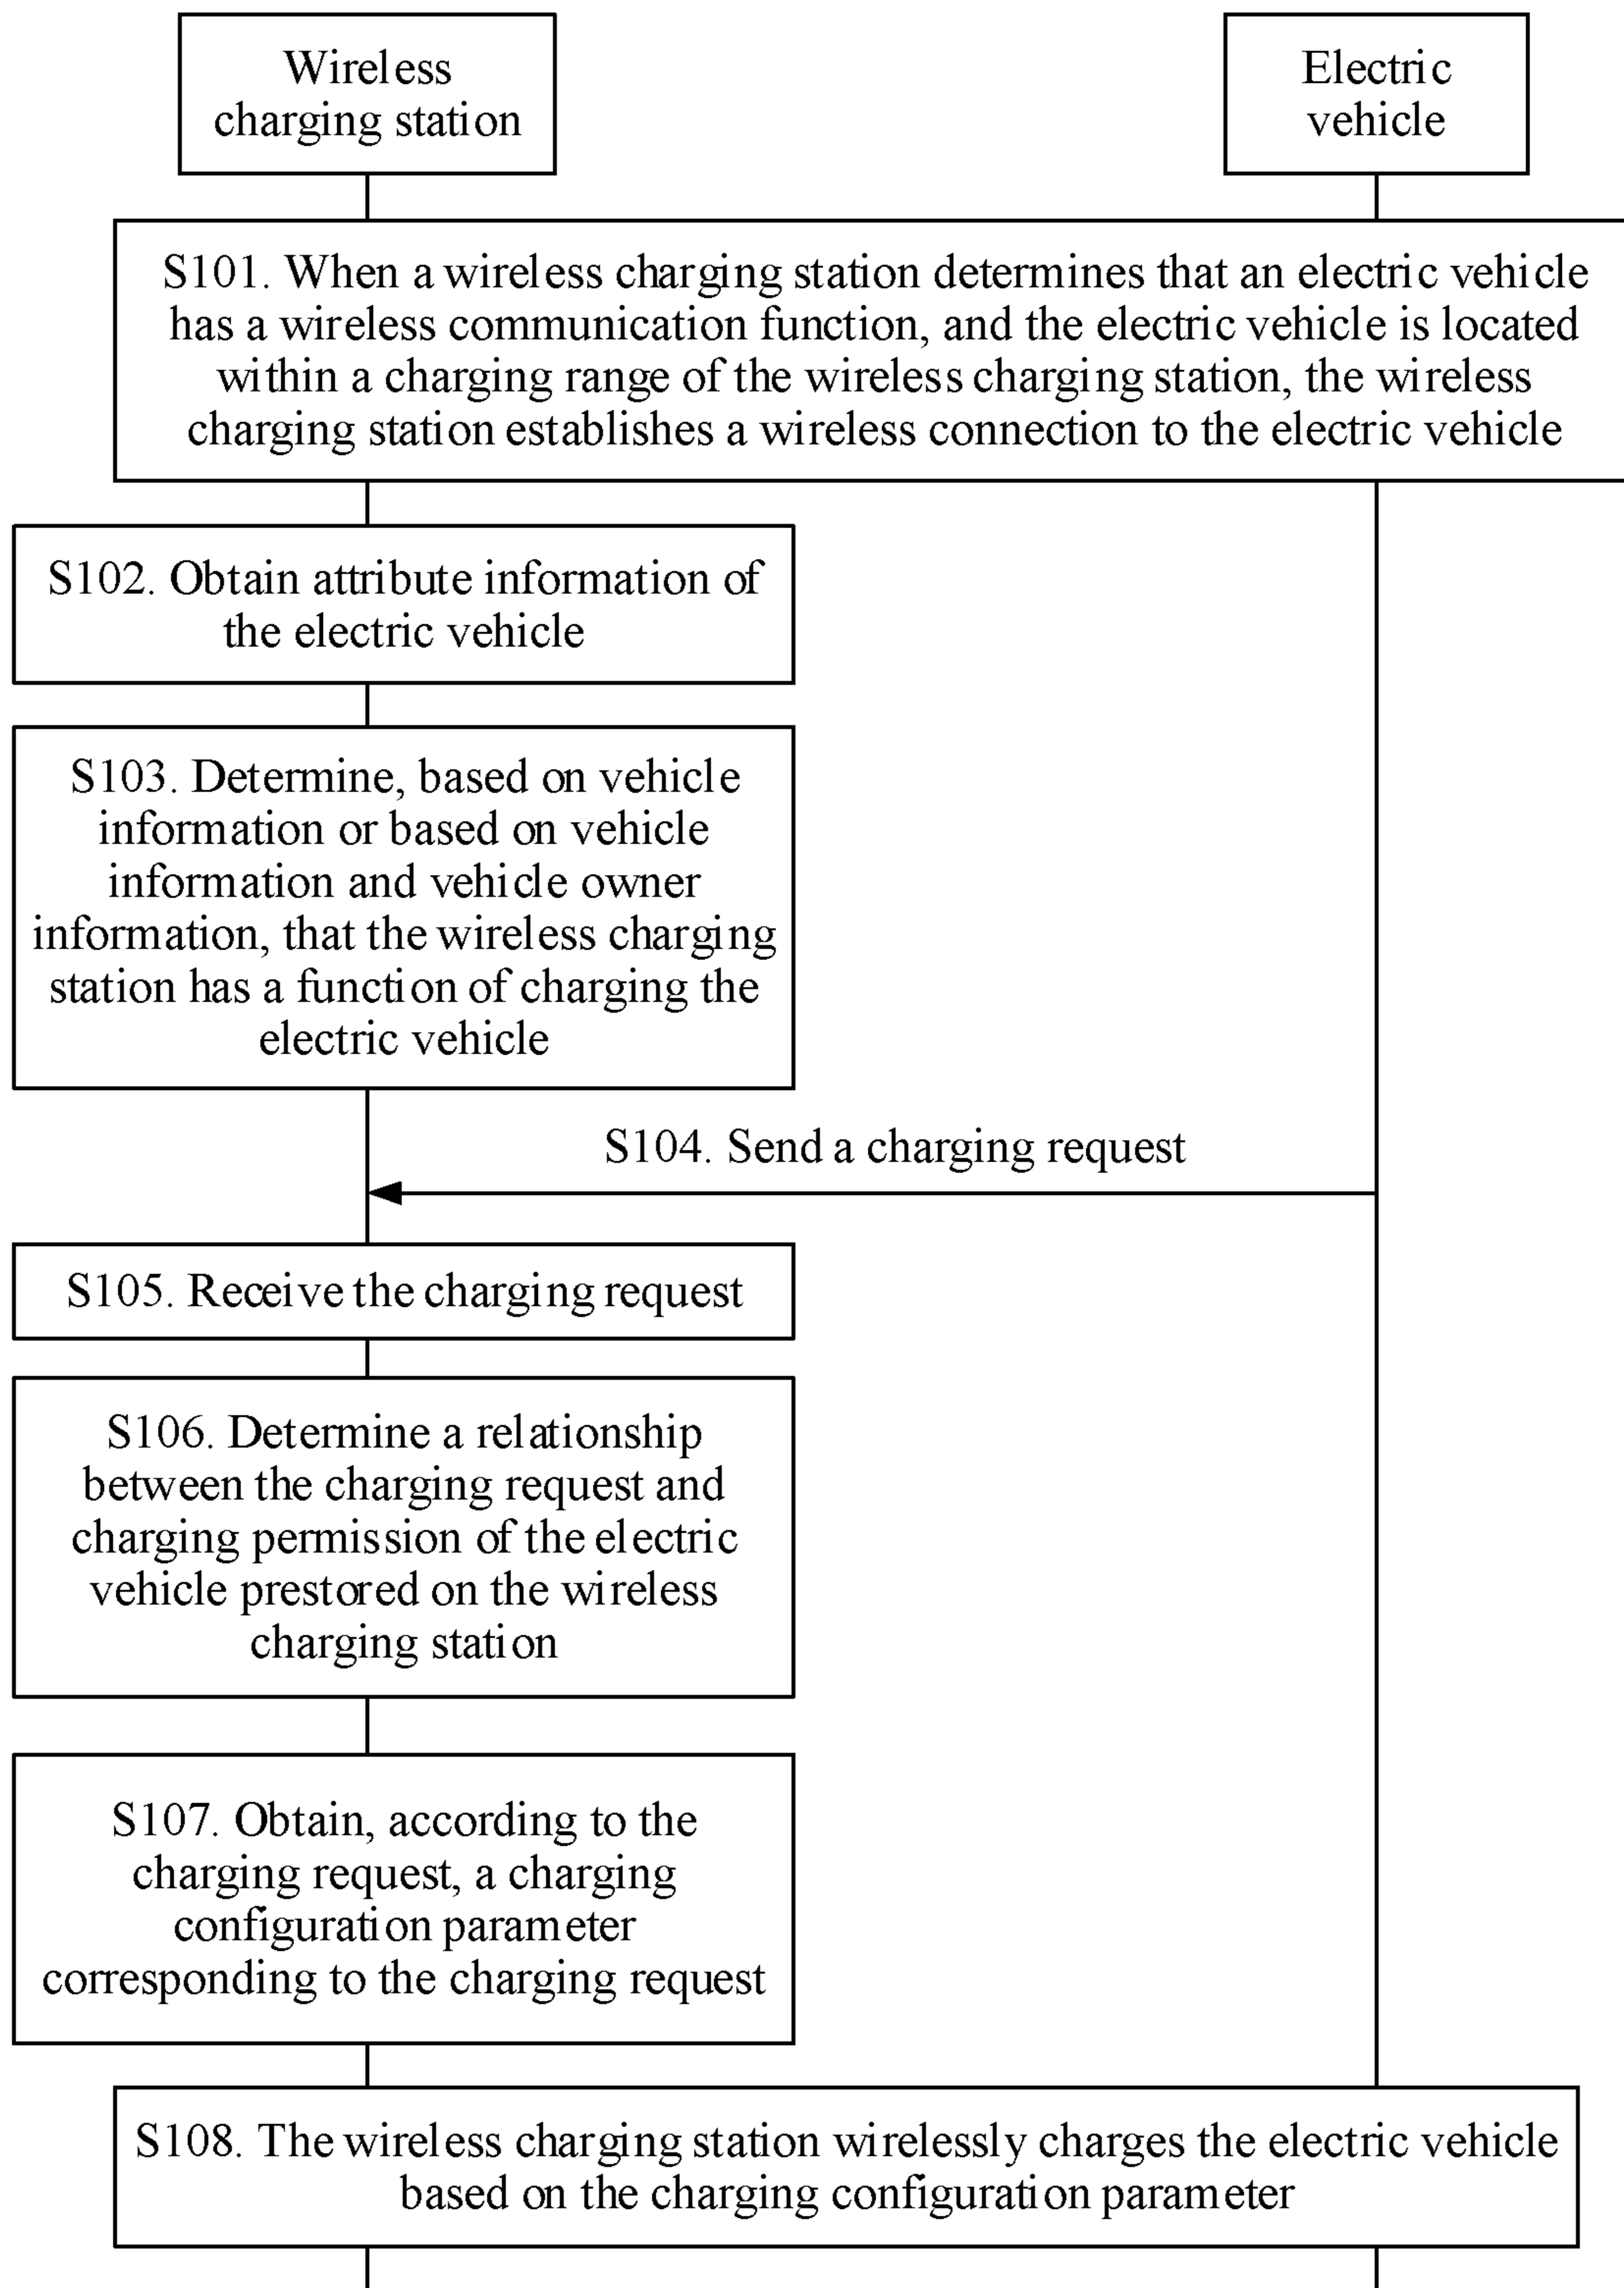 Wireless
charging station
Electric
vehicle
S101. When a wireless charging station determines that an electric vehicle
has a wireless communication function, and the electric vehicle is located
within a charging range of the wireless charging station, the wireless
charging station establishes a wireless connection to the electric vehicle
S102. Obtain attribute information of
the electric vehicle
S103. Determine, based on vehicle
information or based on vehicle
information and vehicle owner
information, that the wireless charging
station has a function of charging the
electric vehicle
S104. Send a charging request
S105. Receive the charging request
S106. Determine a relationship
between the charging request and
charging permission of the electric
vehicle prestored on the wireless
charging station
S107. Obtain, according to the
charging request, a charging
configuration parameter
corresponding to the charging request
S108. The wireless charging station wirelessly charges the electric vehicle
based on the charging configuration parameter